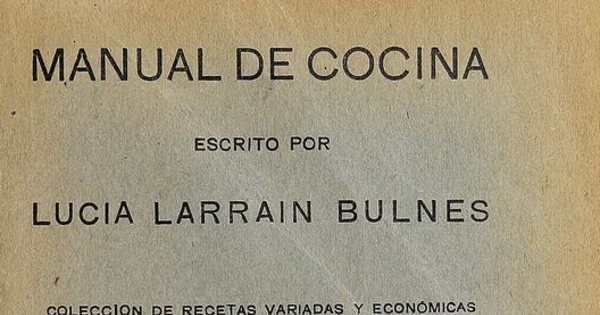 MANUAL DE COCINA
ESCRITO POR
LUCIA LARRAIN BULNES
COLECCION DE RECETAS VARIADAS Y ECONÓMICAS